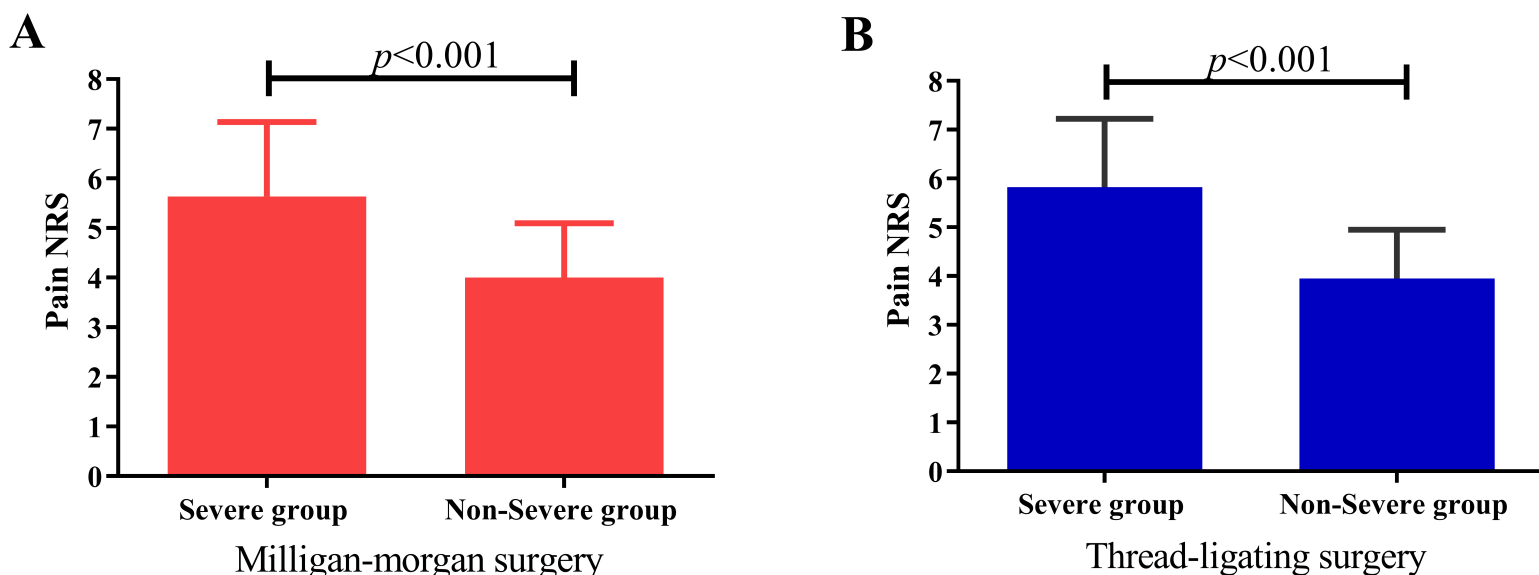 A
p<0.001
8
7
6
5
4
3
2
1
0
Pain NRS
Severe group
Non-Severe group
Milligan-morgan surgery
B
p<0.001
8
7
6
5
4
3
2
1
0
Pain NRS
Severe group
Non-Severe group
Thread-ligating surgery